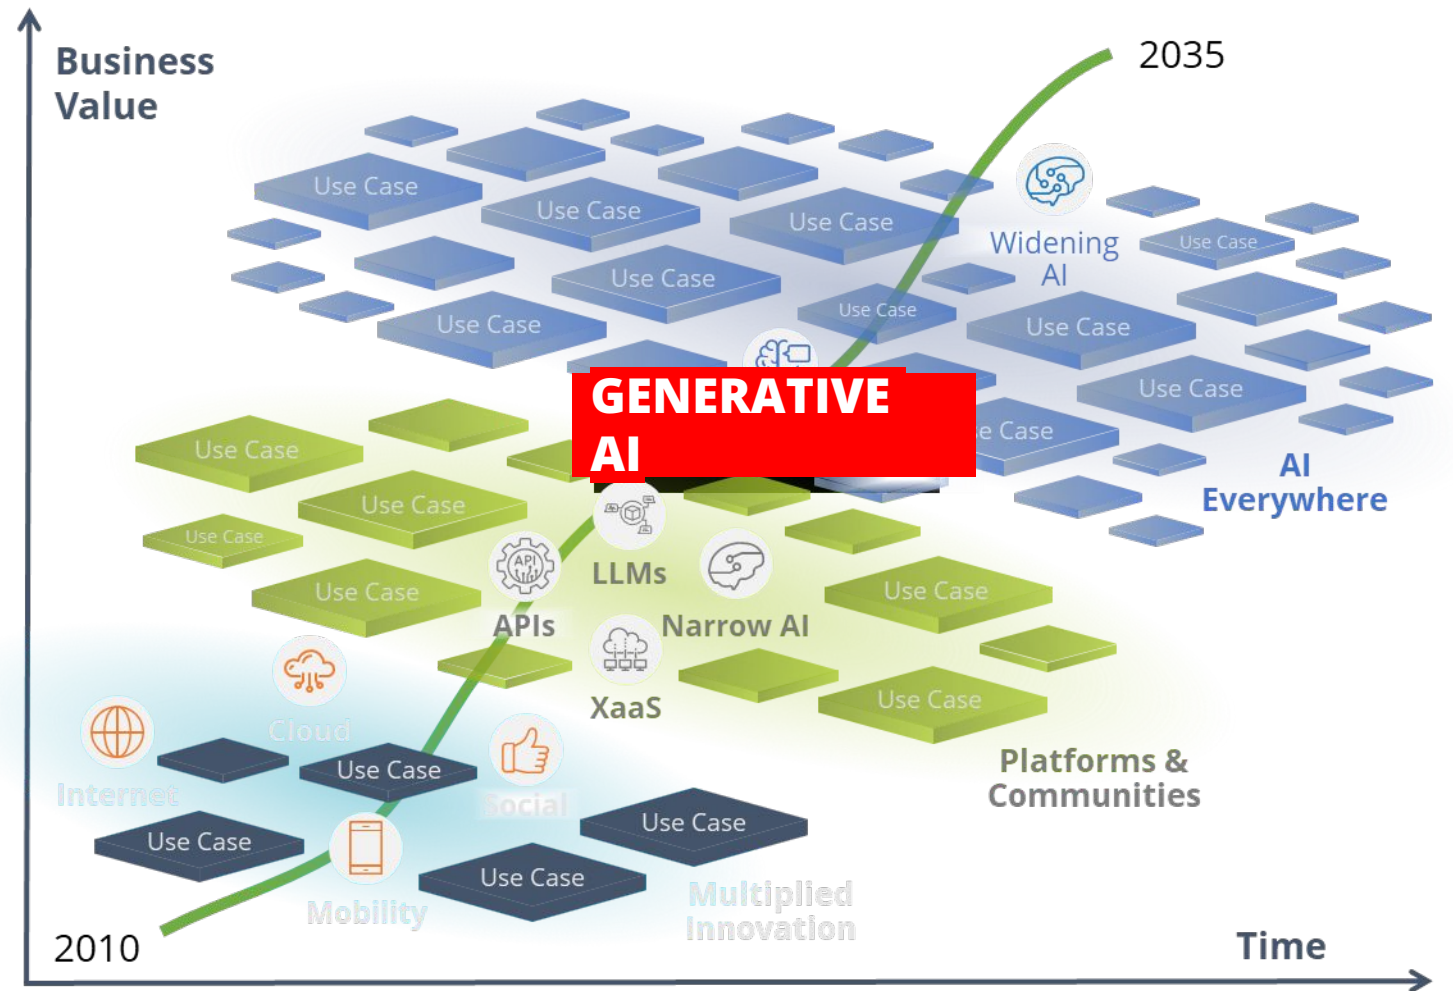 Business
Value
2035
Use Case
Use Case
Use Case
Use Case
Widening
AI
Use Case
Use Case
Use Case
Use Case
Use Case
GENERATIVE
AI
Case
AI
Everywhere
Use Case
Use Case
Use Case
API
LLMs
Use Case
Use Case
APIs
Narrow AI
XaaS
Use Case
Cloud
Internet
Use Case
Social
Platforms &
Communities
Use Case
Use Case
Use Case
Mobility
Multiplied
Innovation
2010
Time